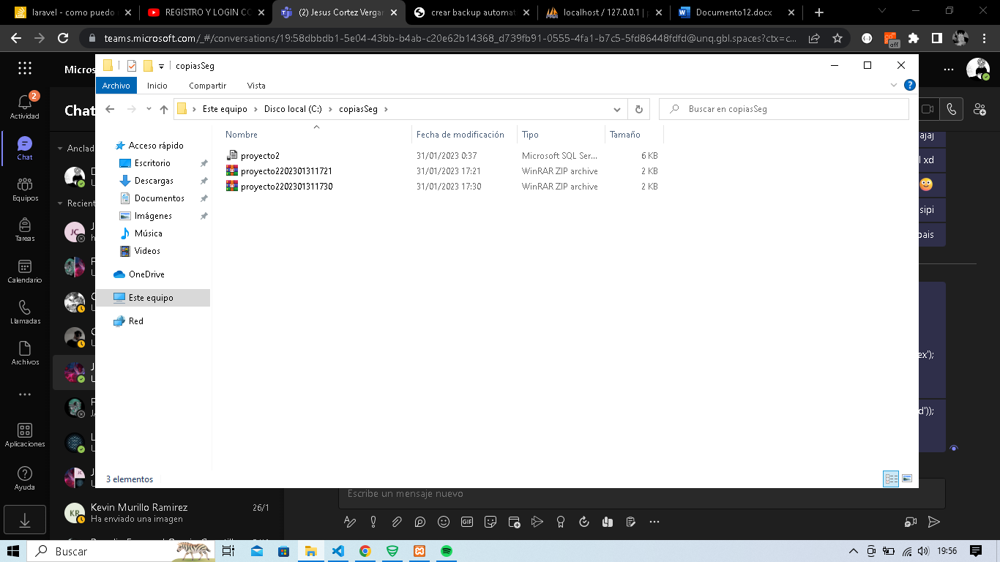 laravel - como puedo
REGISTRO Y LOGIN CO
(2) Jesus Cortez Vergar
crear backup automat
localhost / 127.0.0.1 | p
Documento12.docx
teams.microsoft.com/_#/conversations/19:58dbbdb1-5e04-43bb-b4ab-c20e62b14368_d739fb91-0555-4fa1-b7c5-5fd86448fdfd@unq.gbl.spaces?ctx=c...
off
Micros
copiasSeg
Archivo Inicio Compartir Vista
Este equipo Disco local (C:) copiasSeg
Buscar en copiasSeg
Nombre Fecha de modificación Tipo Tamaño
proyecto2 31/01/2023 0:37 Microsoft SQL Ser... 6 KB
proyecto2202301311721 31/01/2023 17:21 WinRAR ZIP archive 2 KB
proyecto2202301311730 31/01/2023 17:30 WinRAR ZIP archive 2 KB
Acceso rápido
Escritorio
Descargas
Documentos
Imágenes
Música
Videos
OneDrive
Este equipo
Red
3 elementos
2
Actividad
Chat
Equipos
Tareas
Calendario
Llamadas
Archivos
Aplicaciones
Ayuda
Chat
Anclad
Recient
JC
JC
KR
Kevin Murillo Ramirez 26/1
Ha enviado una imagen
ajaj
l xd
sipi
pais
ex');
d'));
Escribe un mensaje nuevo
GIF
Buscar
19:56